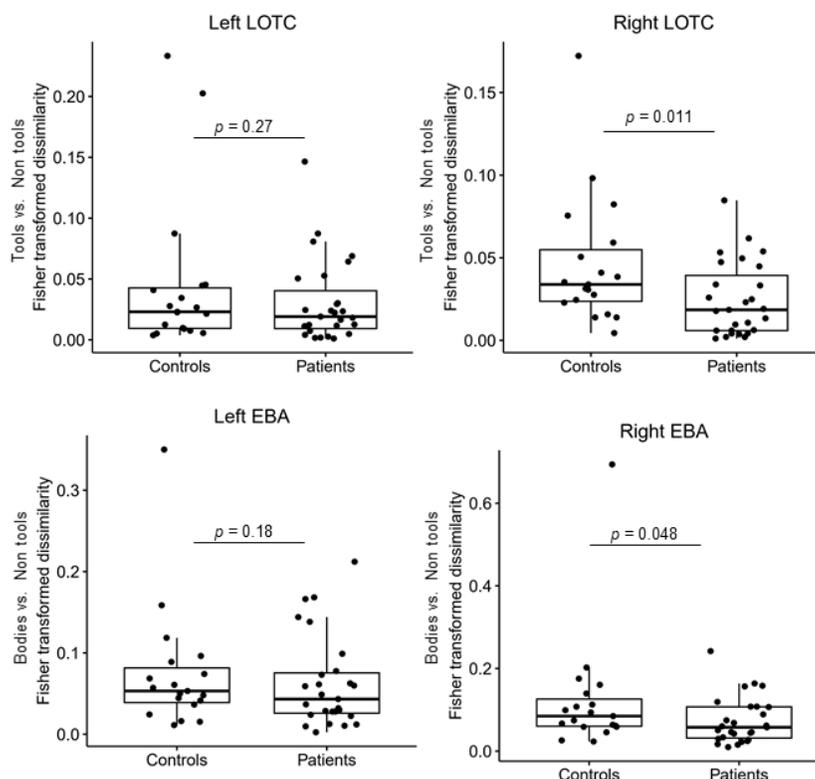 Left LOTC
Tools vs. Non tools
Fisher transformed dissimilarity
0.20
0.15
0.10
0.05
0.00
p = 0.27
Controls
Patients
Right LOTC
Tools vs. Non tools
Fisher transformed dissimilarity
0.15
0.10
0.05
0.00
p = 0.011
Controls
Patients
Left EBA
Bodies vs. Non tools
Fisher transformed dissimilarity
0.3
0.2
0.1
0.0
p = 0.18
Controls
Patients
Right EBA
Bodies vs. Non tools
Fisher transformed dissimilarity
0.6
0.4
0.2
0.0
p = 0.048
Controls
Patients